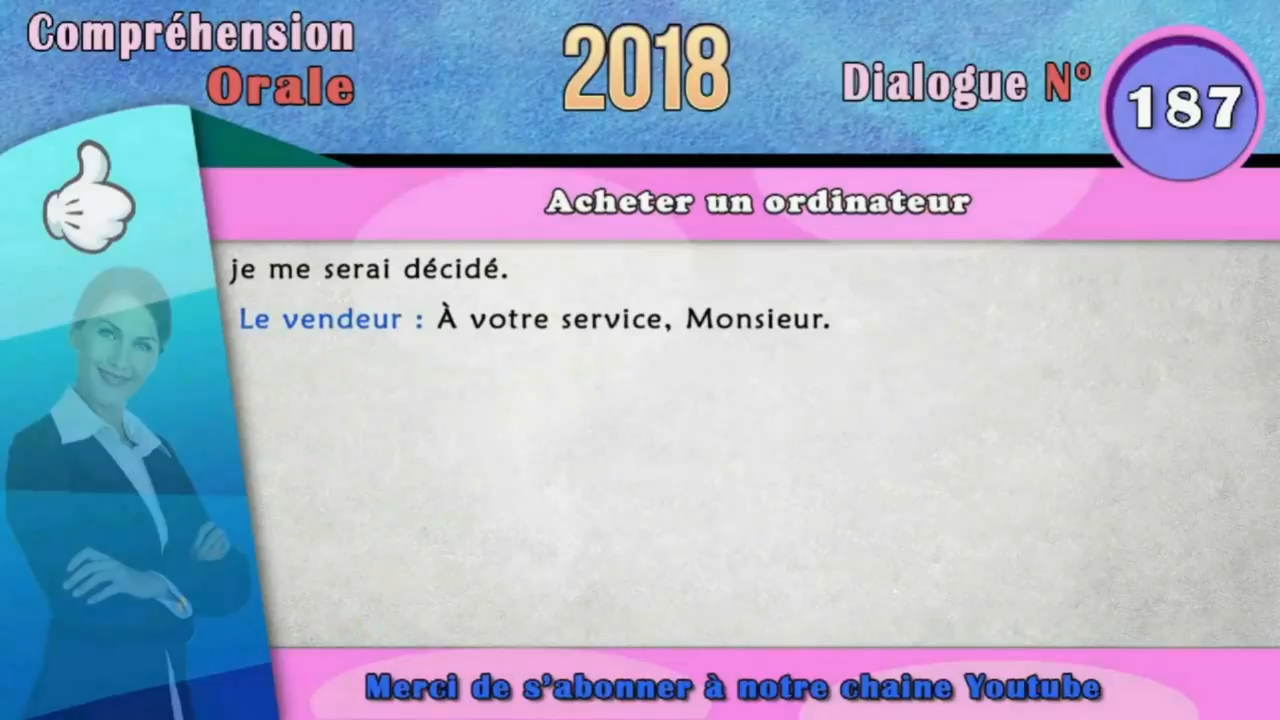 Compréhension
Orale
2018
Dialogue N°
187
Acheter un ordinateur
je me serai décidé.
Le vendeur : À votre service, Monsieur.
Merci de s'abonner à notre chaine Youtube